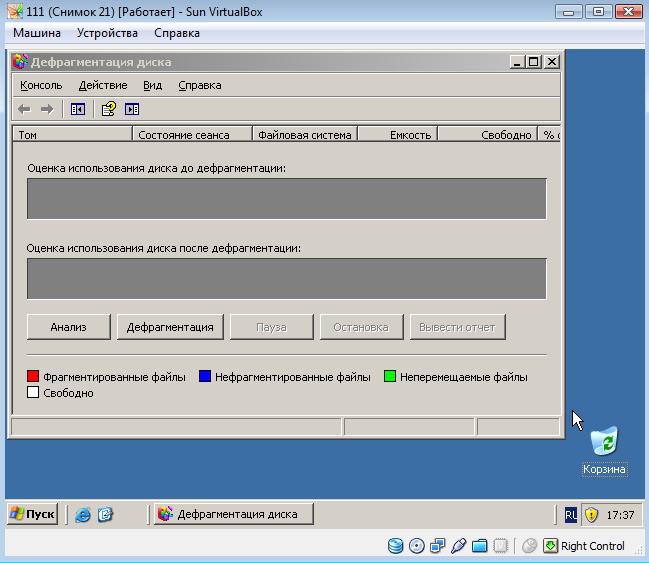 111 (Снимок 21) [Работает] - Sun VirtualBox
Машина Устройства Справка
Дефрагментация диска
Консоль Действие Вид Справка
Том Состояние сеанса Файловая система Емкость Свободно %
Оценка использования диска до дефрагментации:
Оценка использования диска после дефрагментации:
Анализ Дефрагментация Пауза Остановка Вывести отчет
Фрагментированные файлы Нефрагментированные файлы Неперемещаемые файлы
Свободно
Корзина
Пуск Дефрагментация диска RL 17:37
Right Control